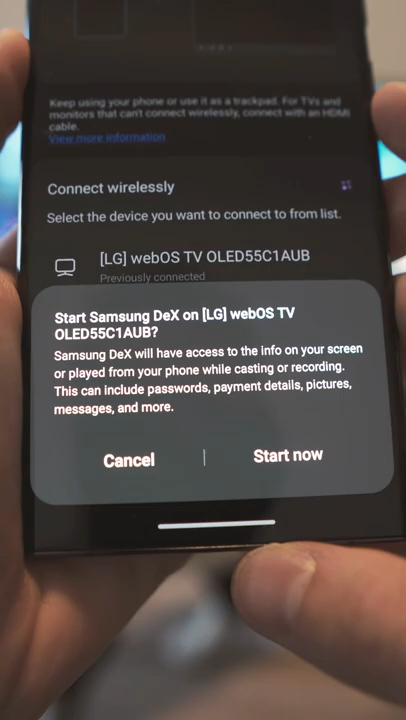 Keep using your phone or use it as a trackpad. For TVs and
monitors that can't connect wirelessly, connect with an HDMI
cable.
View more information
Connect wirelessly
Select the device you want to connect to from list.
[LG] webOS TV OLED55C1AUB
Previously connected
Start Samsung DeX on [LG] webOS TV
OLED55C1AUB?
Samsung DeX will have access to the info on your screen
or played from your phone while casting or recording.
This can include passwords, payment details, pictures,
messages, and more.
Cancel
Start now